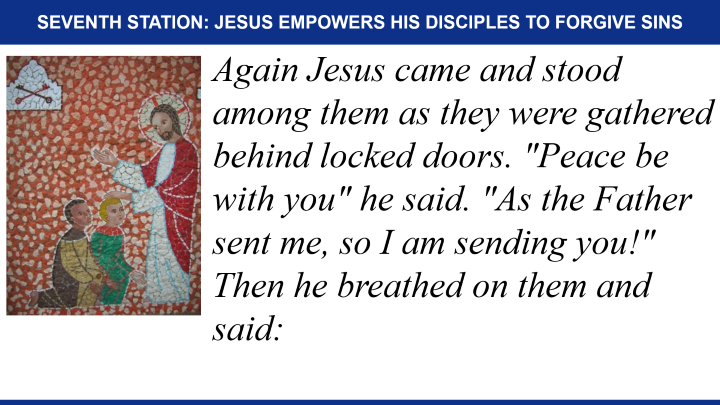 SEVENTH STATION: JESUS EMPOWERS HIS DISCIPLES TO FORGIVE SINS
Again Jesus came and stood
among them as they were gathered
behind locked doors. "Peace be
with you" he said. "As the Father
sent me, so I am sending you!"
Then he breathed on them and
said: